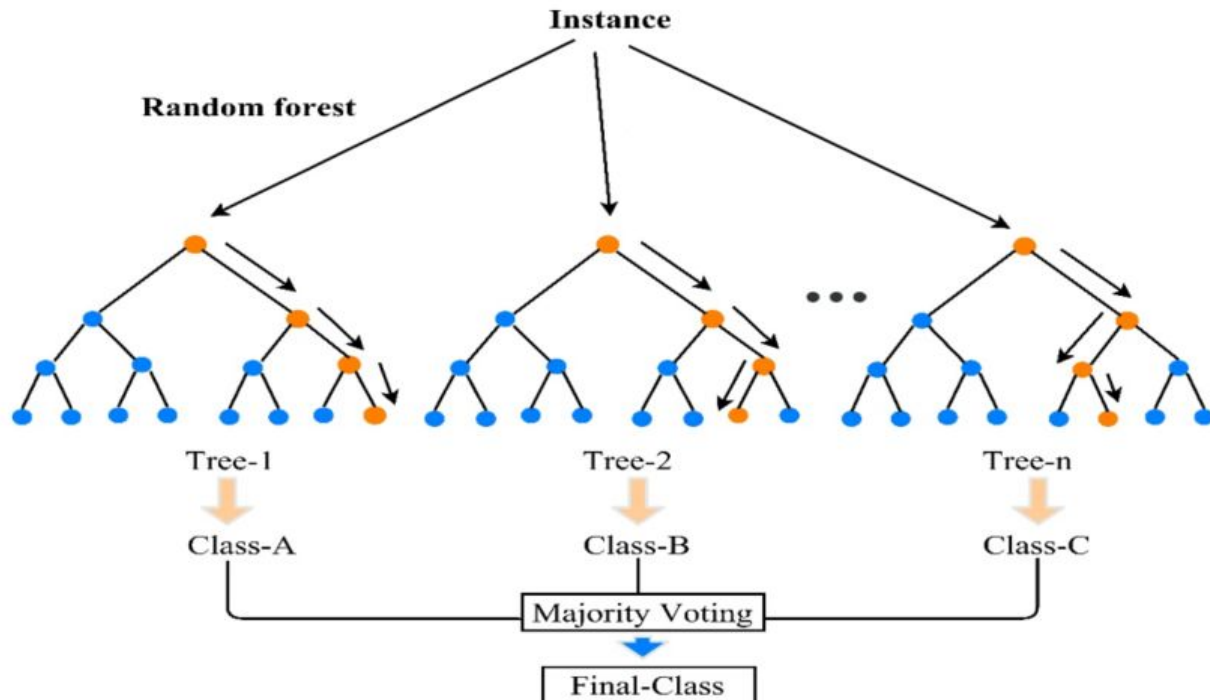 Instance
Random forest
Tree-1
Tree-2
Tree-n
Class-A
Class-B
Class-C
Majority Voting
Final-Class